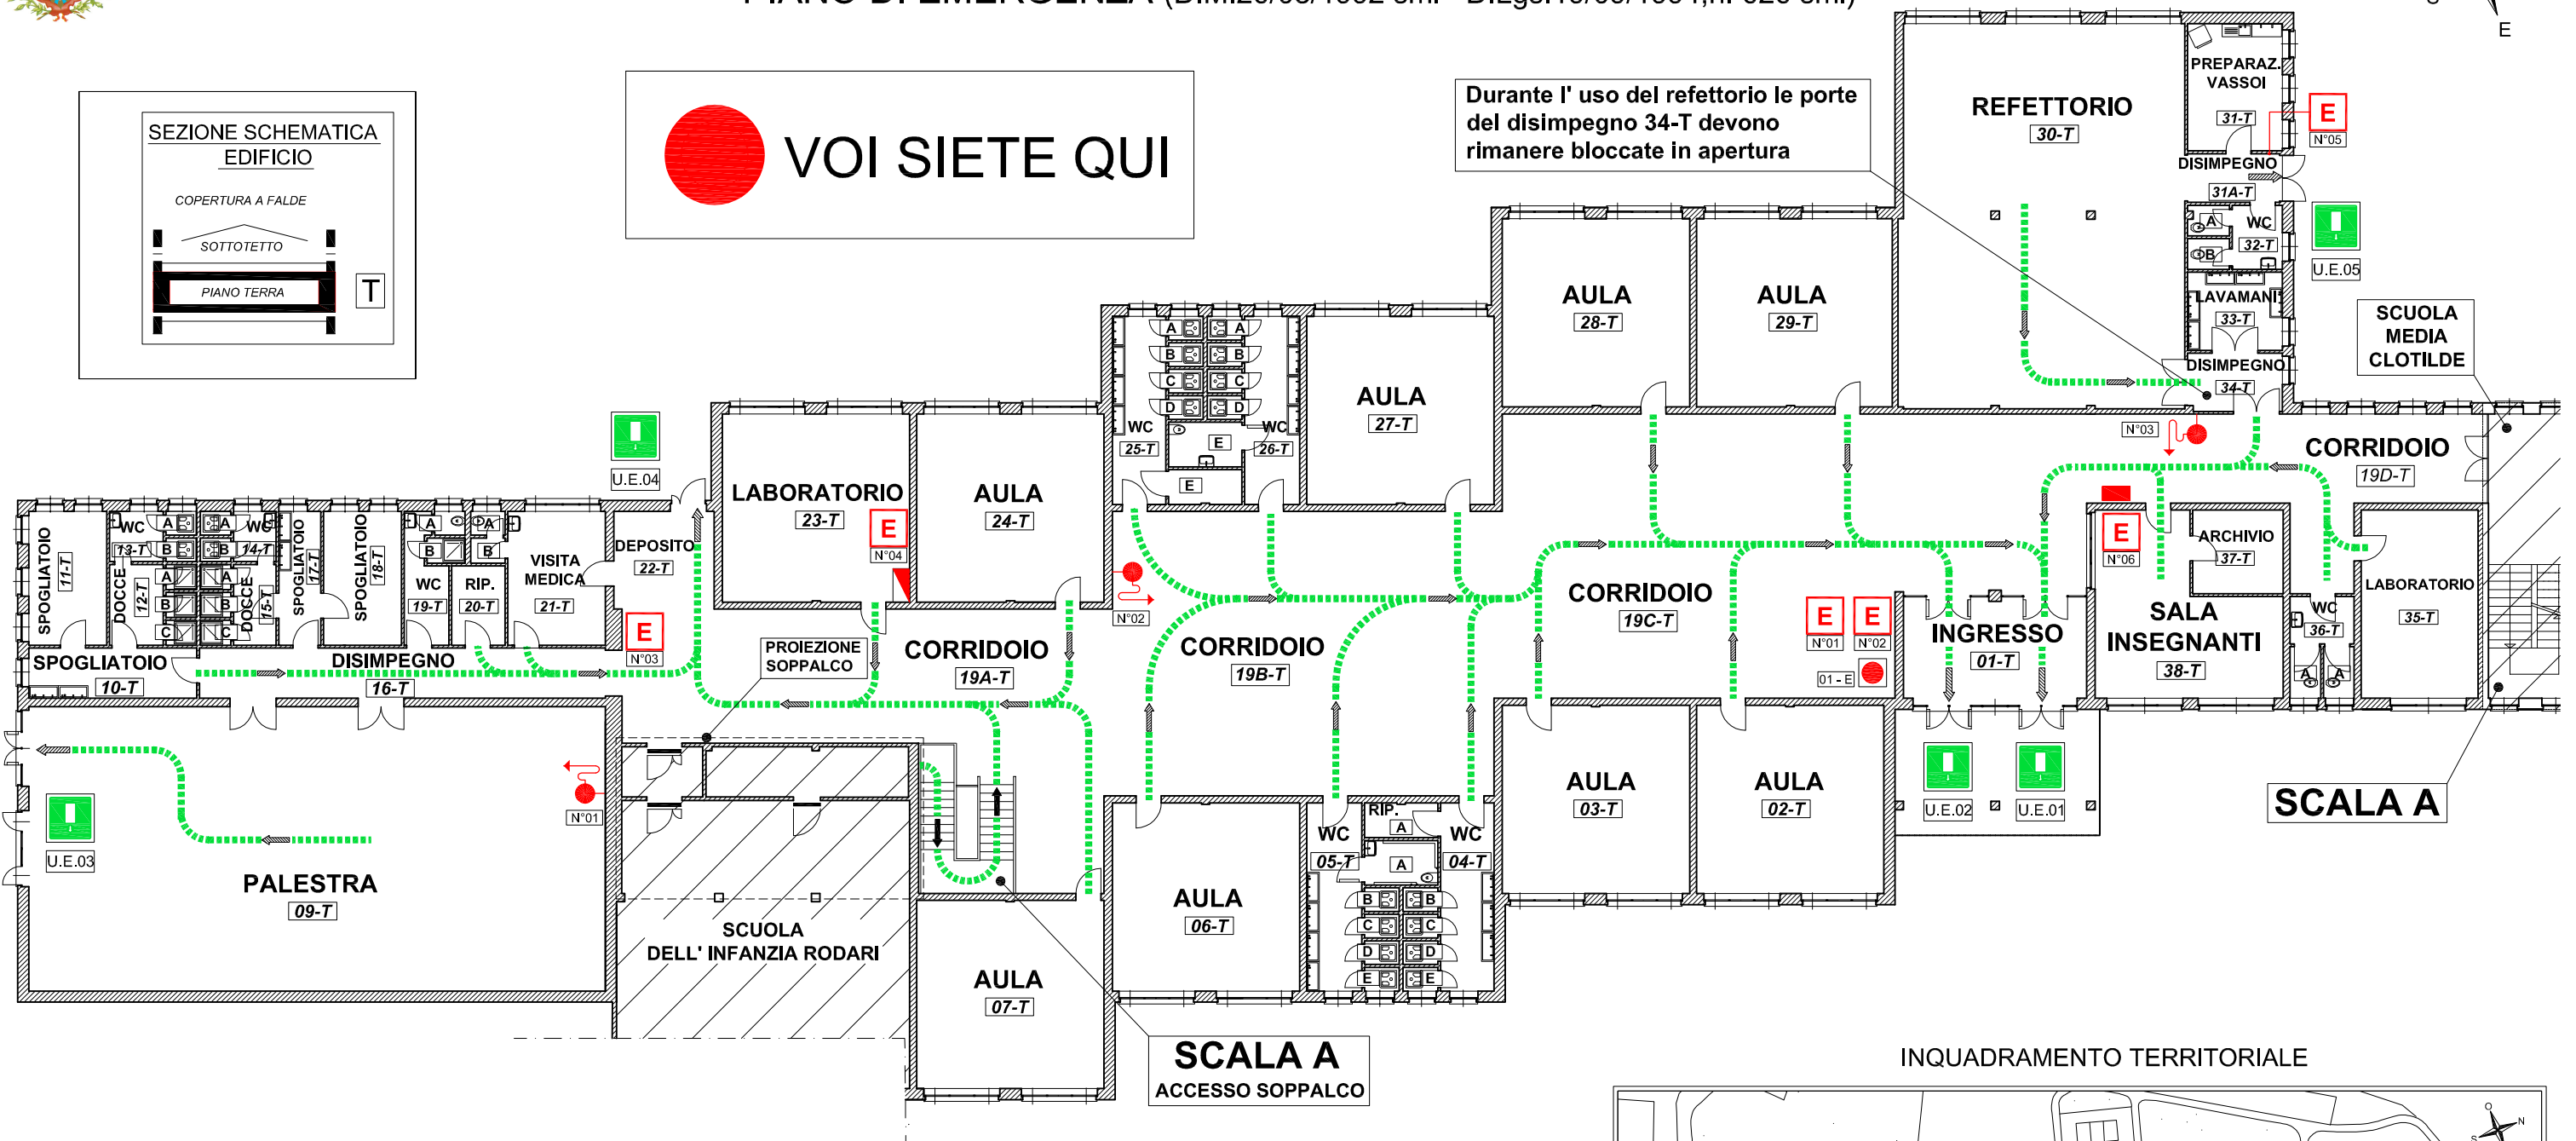 S
E
SEZIONE SCHEMATICA
EDIFICIO
COPERTURA A FALDE
SOTTOTETTO
PIANO TERRA
T
VOI SIETE QUI
Durante l' uso del refettorio le porte
del disimpegno 34-T devono
rimanere bloccate in apertura
REFETTORIO
30-T
PREPARAZ.
VASSOI
31-T
E
N°05
DISIMPEGNO
31A-T
A
WC
32-T
B
U.E.05
LAVAMANI
33-T
DISIMPEGNO
34-T
SCUOLA
MEDIA
CLOTILDE
AULA
28-T
AULA
29-T
A
B
C
D
A
B
C
D
WC
25-T
E
WC
26-T
E
AULA
27-T
N°03
CORRIDOIO
19D-T
U.E.04
LABORATORIO
23-T
E
N°04
AULA
24-T
SPOGLIATOIO
11-T
WC
13-T
A
B
DOCCE
12-T
A
B
C
A
B
WC
14-T
A
B
C
DOCCE
15-T
SPOGLIATOIO
17-T
SPOGLIATOIO
18-T
A
B
WC
19-T
A
B
RIP.
20-T
VISITA
MEDICA
21-T
DEPOSITO
22-T
E
N°03
N°02
CORRIDOIO
19C-T
E
N°01
E
N°02
01 - E
INGRESSO
01-T
E
N°06
ARCHIVIO
37-T
SALA
INSEGNANTI
38-T
WC
36-T
A
A
LABORATORIO
35-T
SPOGLIATOIO
10-T
DISIMPEGNO
16-T
PROIEZIONE
SOPPALCO
CORRIDOIO
19A-T
CORRIDOIO
19B-T
N°01
U.E.03
PALESTRA
09-T
SCUOLA
DELL' INFANZIA RODARI
AULA
07-T
AULA
06-T
WC
05-T
RIP.
A
A
WC
04-T
B
C
D
E
B
C
D
E
AULA
03-T
AULA
02-T
U.E.02
U.E.01
SCALA A
SCALA A
ACCESSO SOPPALCO
INQUADRAMENTO TERRITORIALE
O
N
S